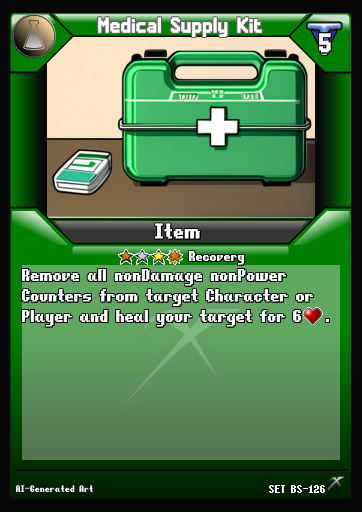 Medical Supply Kit
5
Item
Recovery
Remove all nonDamage nonPower
Counters from target Character or
Player and heal your target for 6❤.
AI-Generated Art
SET BS-126